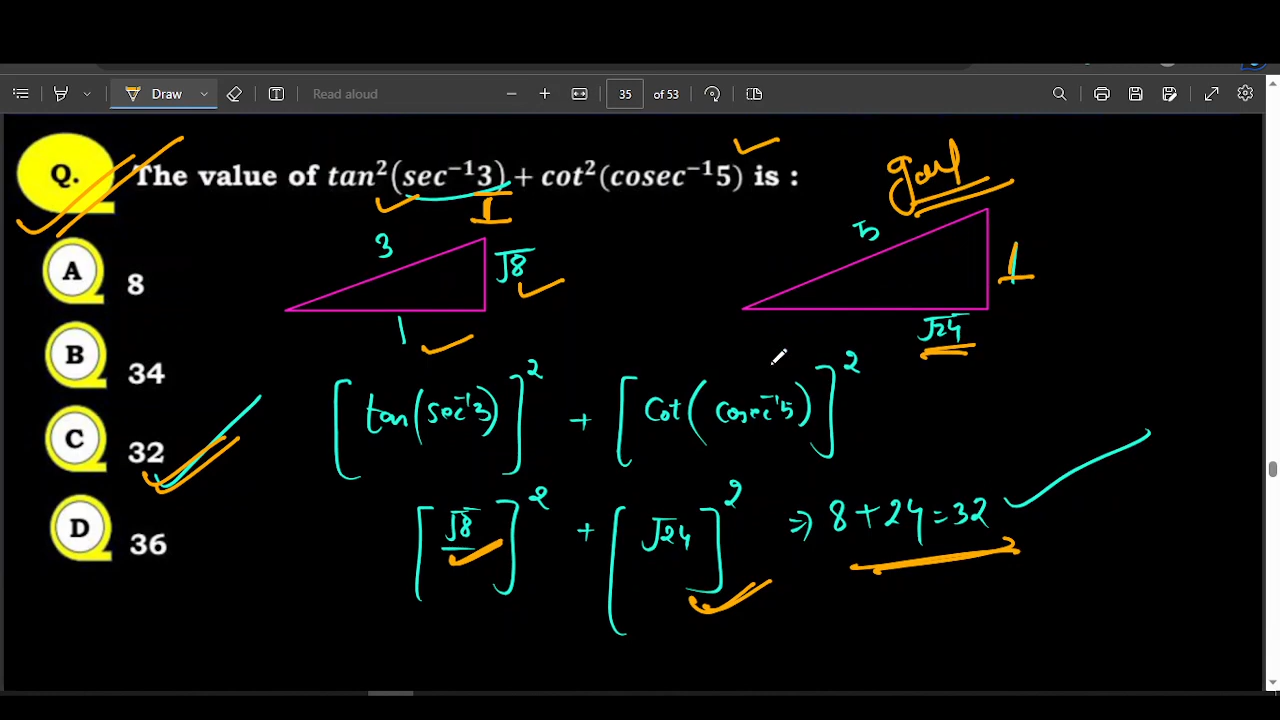 Draw
Read aloud
35 of 53
Q. The value of tan²(sec⁻¹3) + cot²(cosec⁻¹5) is :
1
3
√8
1
5
1
√24
A 8
B 34
C 32
D 36
[tan(sec⁻¹3)]² + [cot(cosec⁻¹5)]²
[√8]² + [√24]² ⇒ 8+24=32